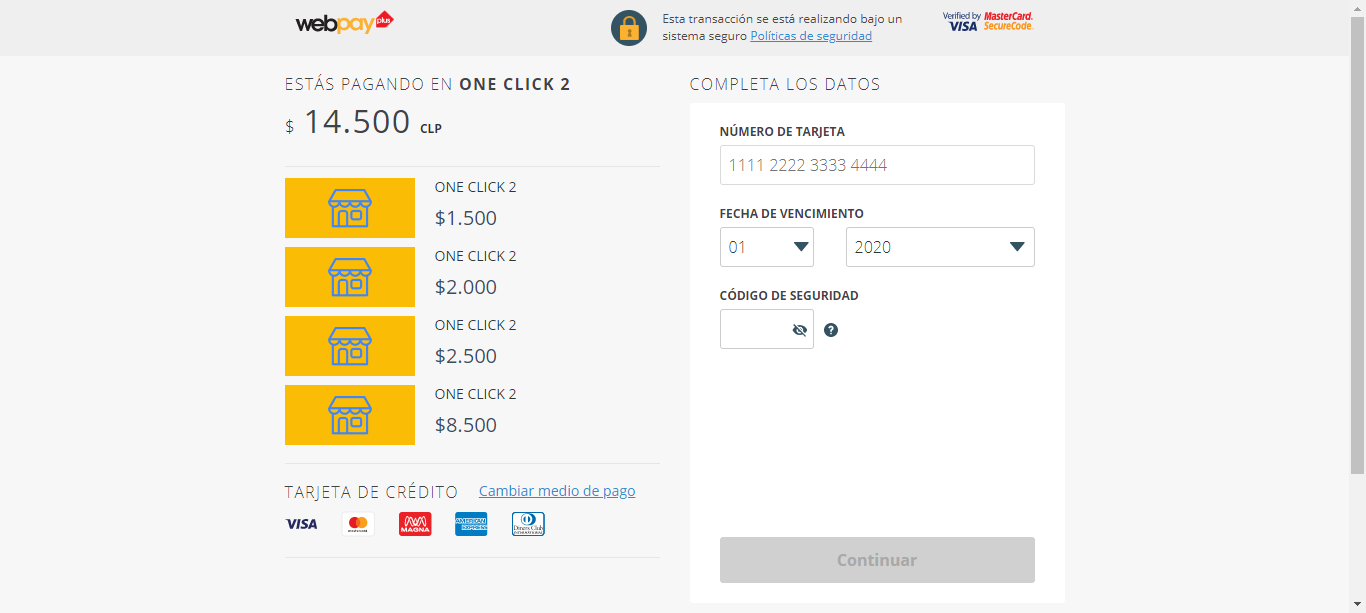 webpay plus
Esta transacción se está realizando bajo un
sistema seguro Políticas de seguridad
Verified by VISA
MasterCard. SecureCode.
ESTÁS PAGANDO EN ONE CLICK 2
$ 14.500 CLP
ONE CLICK 2
$1.500
ONE CLICK 2
$2.000
ONE CLICK 2
$2.500
ONE CLICK 2
$8.500
TARJETA DE CRÉDITO Cambiar medio de pago
VISA MAGNA AMERICAN EXPRESS Diners Club INTERNATIONAL
COMPLETA LOS DATOS
NÚMERO DE TARJETA
1111 2222 3333 4444
FECHA DE VENCIMIENTO
01 2020
CÓDIGO DE SEGURIDAD
?
Continuar